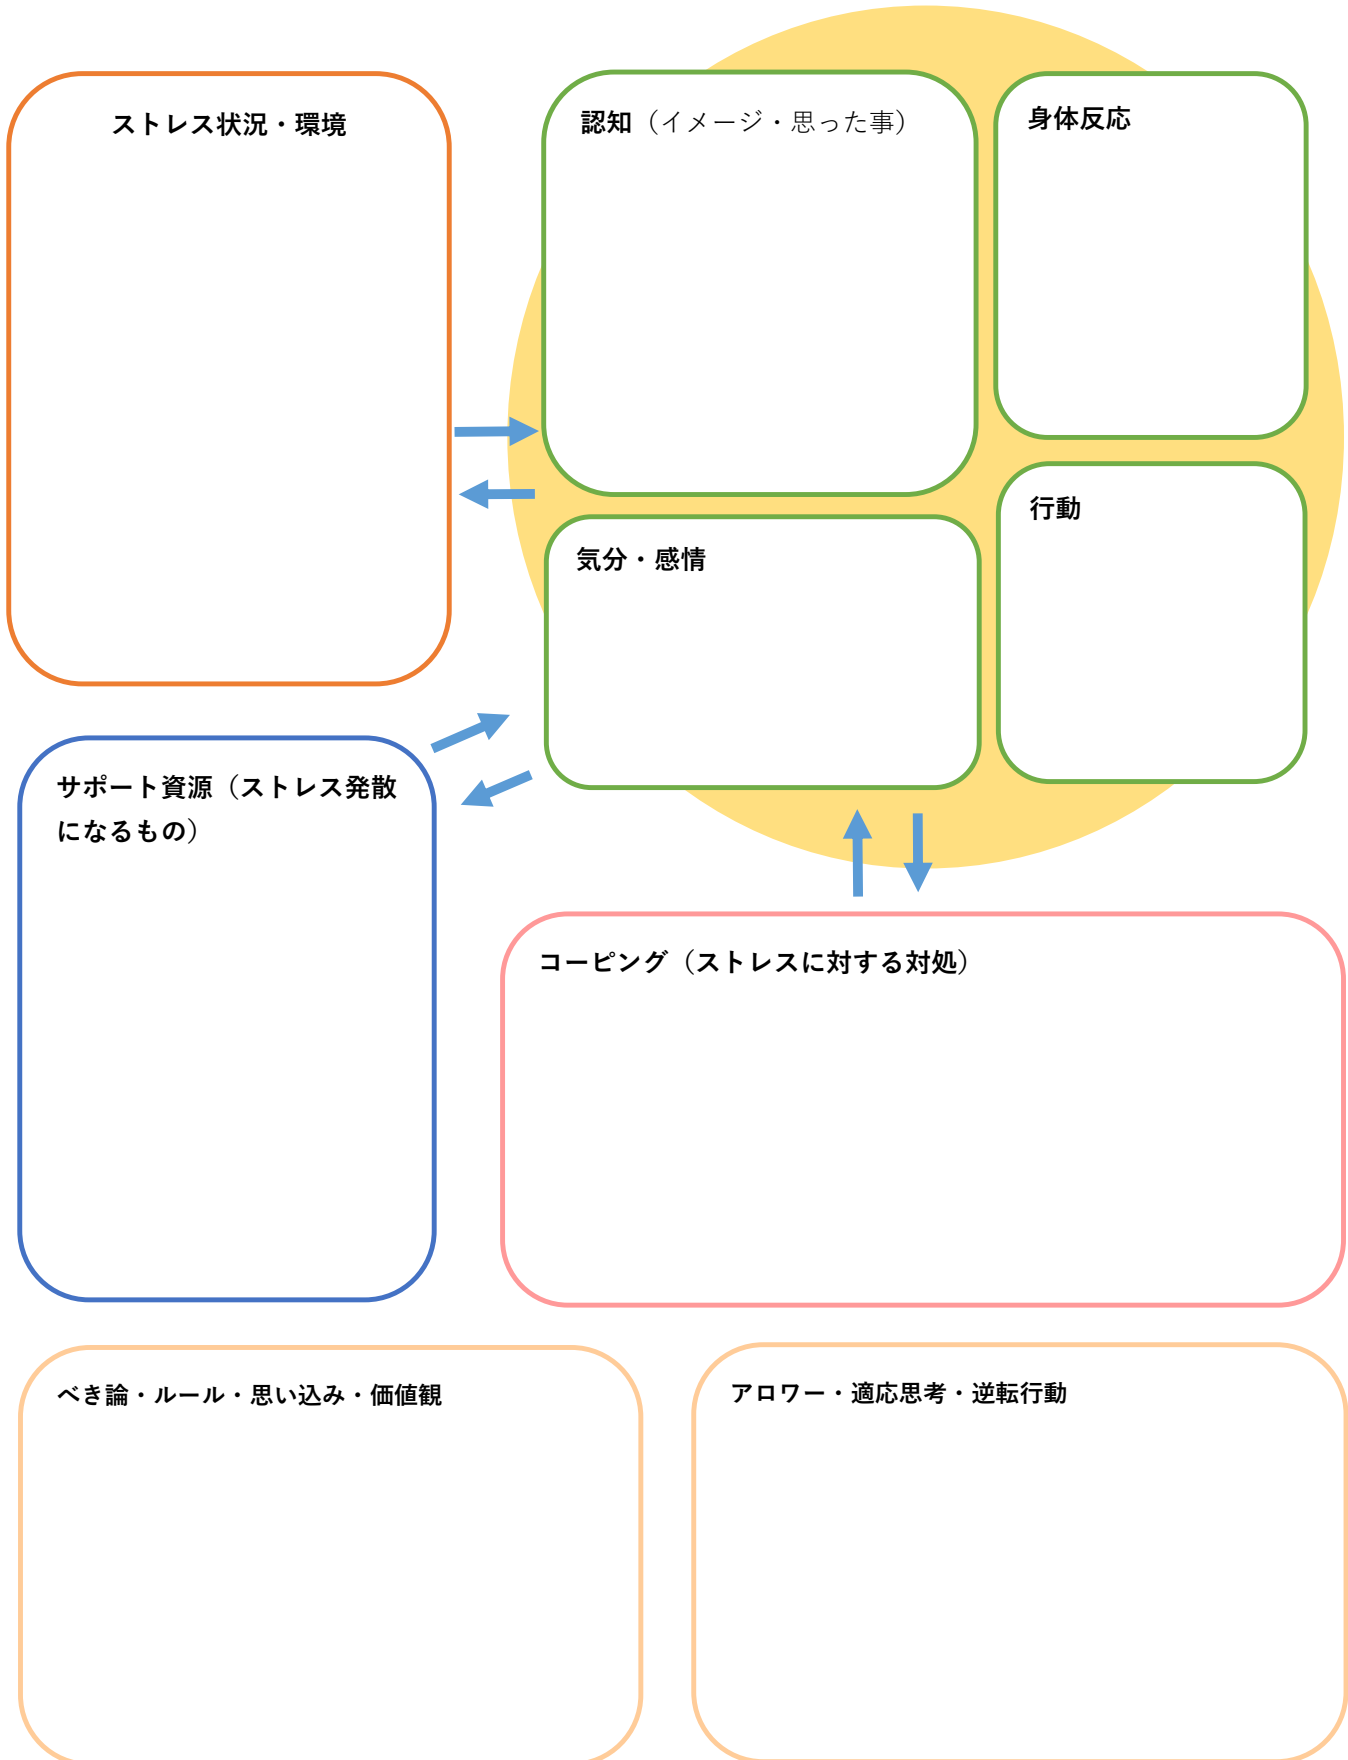 ストレス状況・環境
認知（イメージ・思った事）
身体反応
行動
気分・感情
サポート資源（ストレス発散
になるもの）
コーピング（ストレスに対する対処）
べき論・ルール・思い込み・価値観
アロワー・適応思考・逆転行動